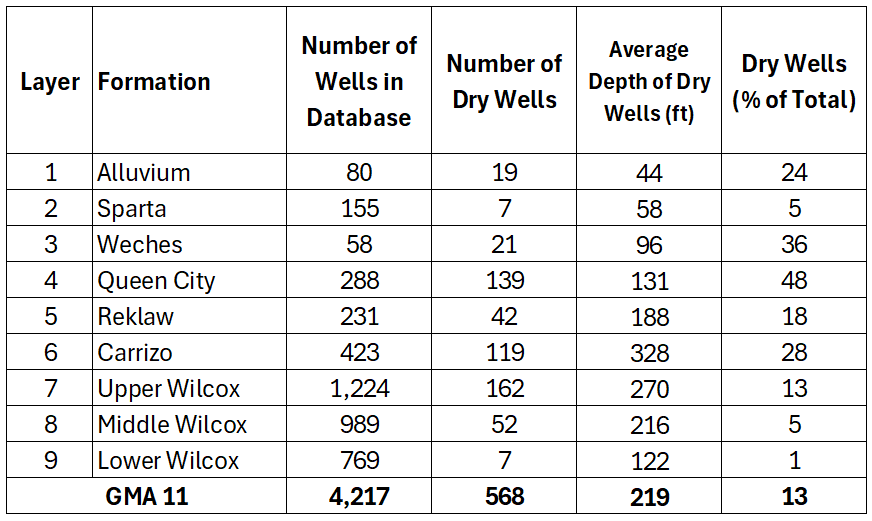 Layer Formation Number of Wells in Database Number of Dry Wells Average Depth of Dry Wells (ft) Dry Wells (% of Total)
1 Alluvium 80 19 44 24
2 Sparta 155 7 58 5
3 Weches 58 21 96 36
4 Queen City 288 139 131 48
5 Reklaw 231 42 188 18
6 Carrizo 423 119 328 28
7 Upper Wilcox 1,224 162 270 13
8 Middle Wilcox 989 52 216 5
9 Lower Wilcox 769 7 122 1
GMA 11 4,217 568 219 13